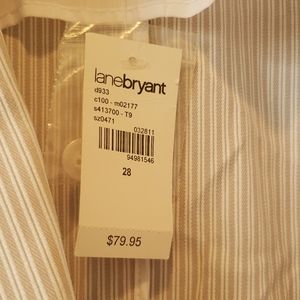 lanebryant
d933
c100 - m02177
s413700 - T9
sz0471
032811
94981546
28
$79.95